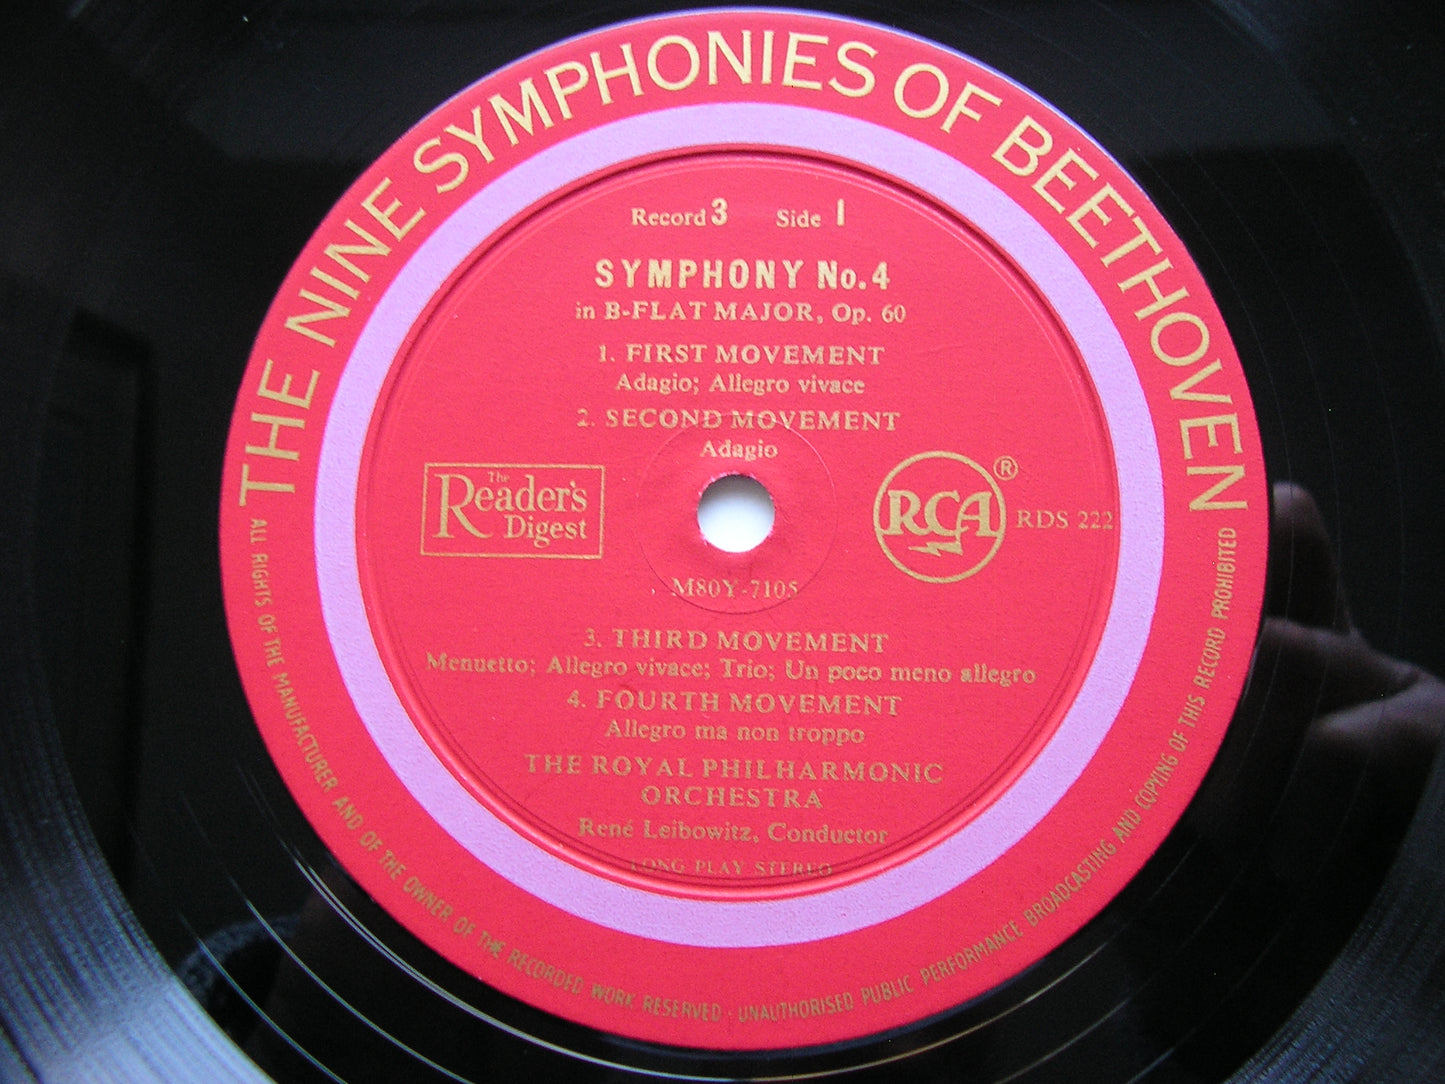 THE NINE SYMPHONIES OF BEETHOVEN
Record 3 Side 1
SYMPHONY No. 4
in B-FLAT MAJOR, Op. 60
1. FIRST MOVEMENT
Adagio; Allegro vivace
2. SECOND MOVEMENT
Adagio
The
Reader's
Digest
RCA ®
RDS 222
M80Y-7105
3. THIRD MOVEMENT
Menuetto; Allegro vivace; Trio; Un poco meno allegro
4. FOURTH MOVEMENT
Allegro ma non troppo
THE ROYAL PHILHARMONIC
ORCHESTRA
René Leibowitz, Conductor
LONG PLAY STEREO
ALL RIGHTS OF THE MANUFACTURER AND OF THE OWNER OF THE RECORDED WORK RESERVED · UNAUTHORISED PUBLIC PERFORMANCE BROADCASTING AND COPYING OF THIS RECORD PROHIBITED